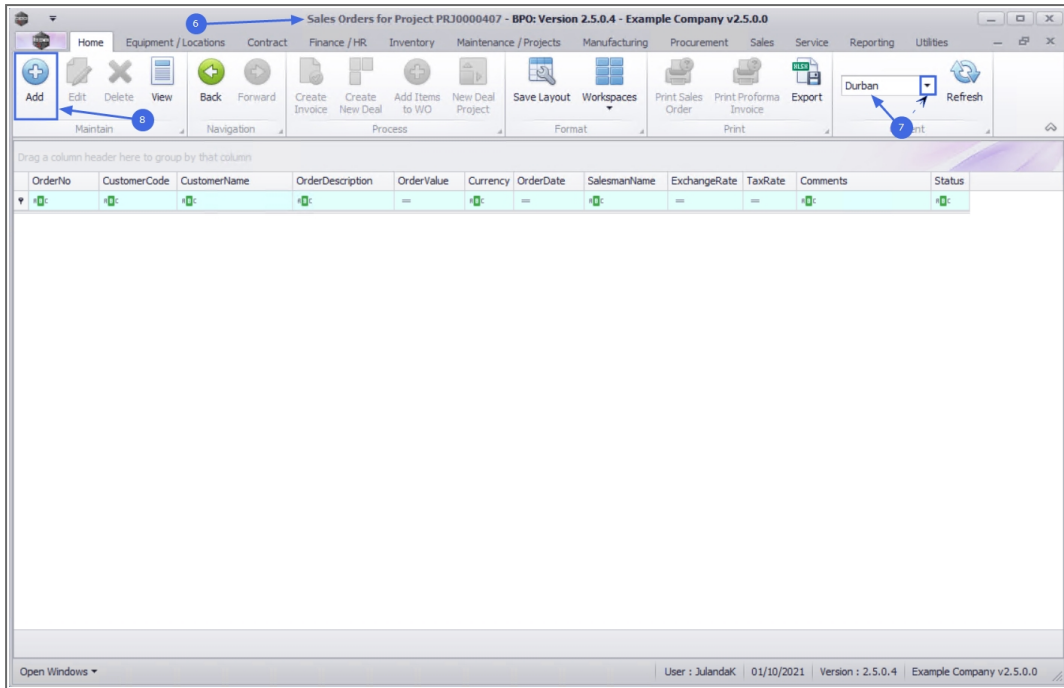 6
Sales Orders for Project PRJ0000407 - BPO: Version 2.5.0.4 - Example Company v2.5.0.0
Home Equipment / Locations Contract Finance / HR Inventory Maintenance / Projects Manufacturing Procurement Sales Service Reporting Utilities
Add Edit Delete View Back Forward Create Invoice Create New Deal Add Items to WO New Deal Project Save Layout Workspaces Print Sales Order Print Proforma Invoice Export Durban Refresh
8
7
Maintain Navigation Process Format Print
Drag a column header here to group by that column
OrderNo CustomerCode CustomerName OrderDescription OrderValue Currency OrderDate SalesmanName ExchangeRate TaxRate Comments Status
Open Windows User : JulandaK 01/10/2021 Version : 2.5.0.4 Example Company v2.5.0.0